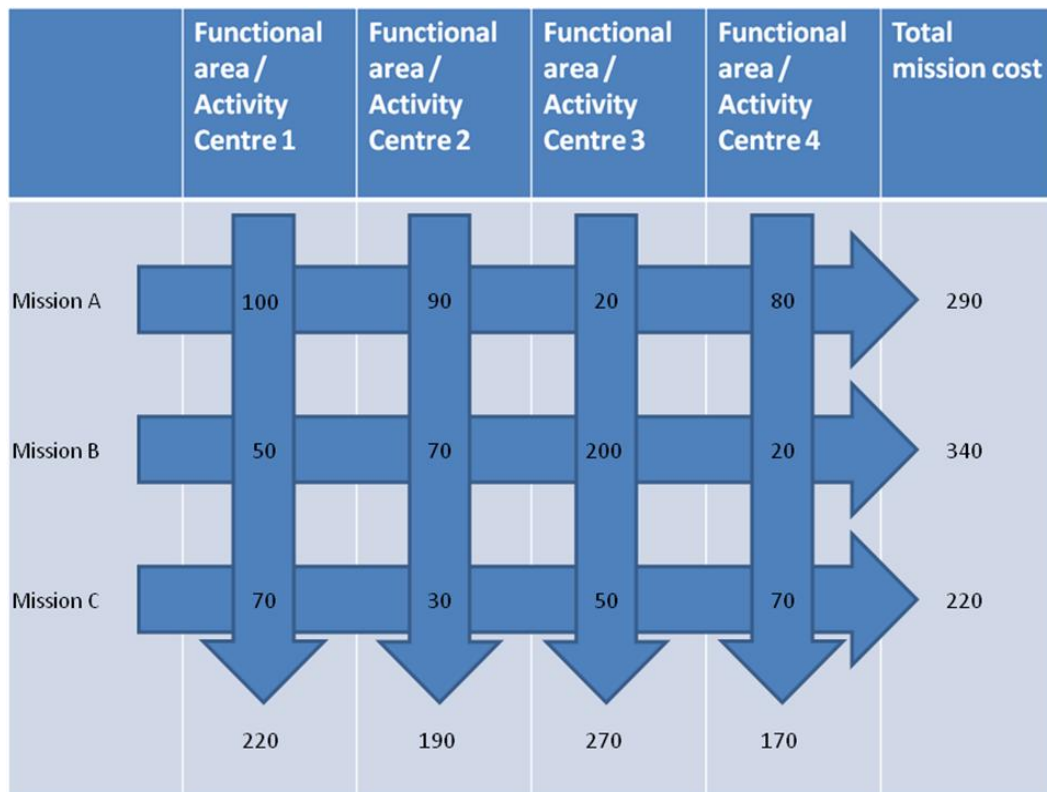 Functional
area /
Activity
Centre 1
Functional
area /
Activity
Centre 2
Functional
area /
Activity
Centre 3
Functional
area /
Activity
Centre 4
Total
mission cost
Mission A 100 90 20 80 290
Mission B 50 70 200 20 340
Mission C 70 30 50 70 220
220 190 270 170